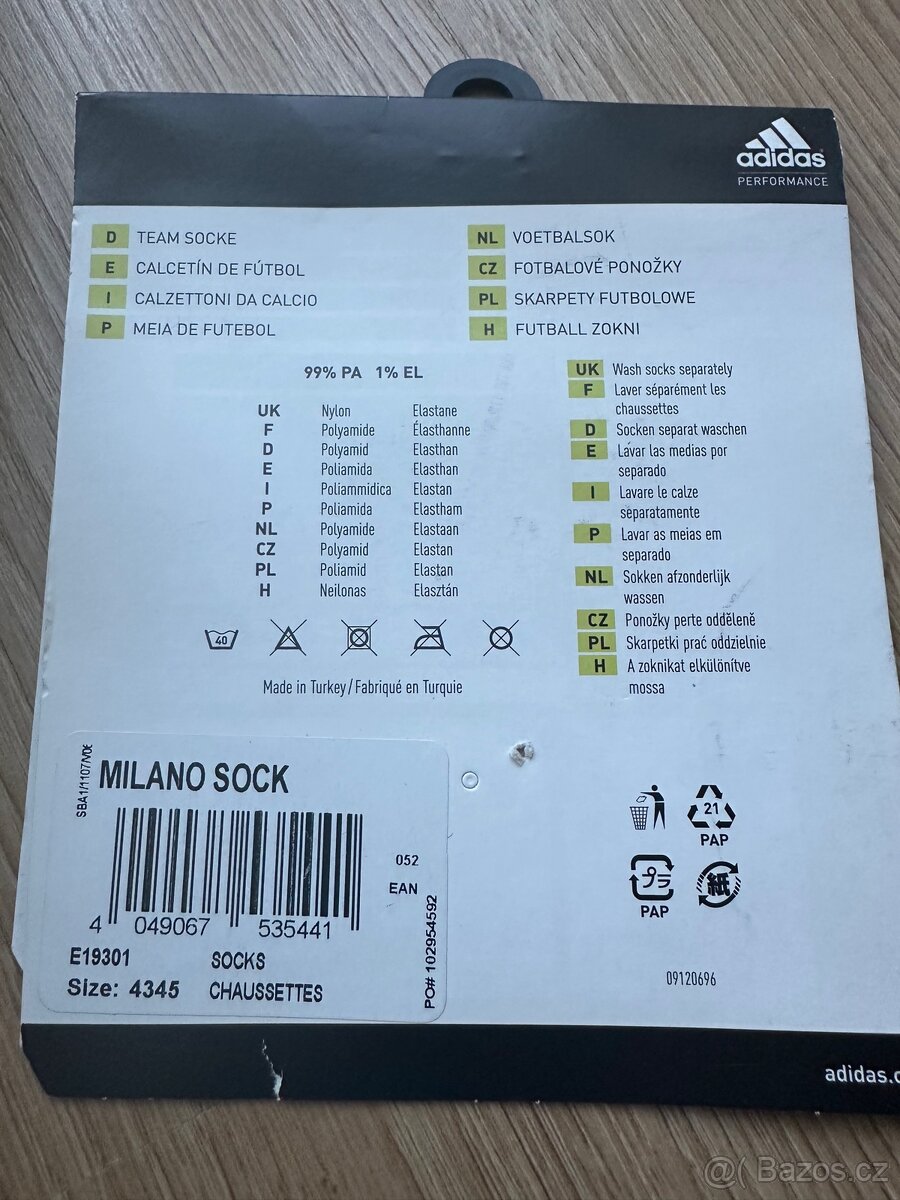 adidas
PERFORMANCE
D TEAM SOCKE
E CALCETÍN DE FÚTBOL
I CALZETTONI DA CALCIO
P MEIA DE FUTEBOL
NL VOETBALSOK
CZ FOTBALOVÉ PONOŽKY
PL SKARPETY FUTBOLOWE
H FUTBALL ZOKNI
99% PA 1% EL
UK Nylon Elastane
F Polyamide Élasthanne
D Polyamid Elasthan
E Poliamida Elasthan
I Poliammidica Elastan
P Poliamida Elastham
NL Polyamide Elastaan
CZ Polyamid Elastan
PL Poliamid Elastan
H Neilonas Elasztán
40
Made in Turkey/Fabriqué en Turquie
UK Wash socks separately
F Laver séparément les
chaussettes
D Socken separat waschen
E Lávar las medias por
separado
I Lavare le calze
separatamente
P Lavar as meias em
separado
NL Sokken afzonderlijk
wassen
CZ Ponožky perte odděleně
PL Skarpetki prać oddzielnie
H A zoknikat elkülönítve
mossa
SBA1/1107/VDE
MILANO SOCK
052
EAN
4 049067 535441
PO# 102954592
E19301 SOCKS
Size: 4345 CHAUSSETTES
21
PAP
プラ
PAP
紙
09120696
adidas.c
@( Bazos.cz